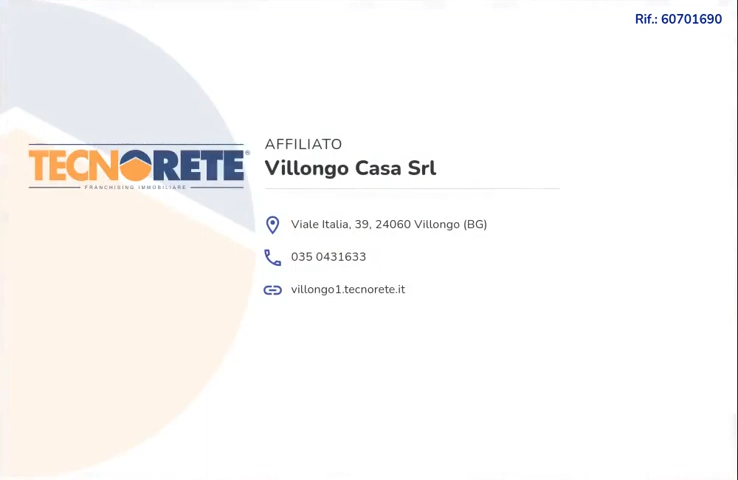 Rif.: 60701690
AFFILIATO
Villongo Casa Srl
TECNORETE®
FRANCHISING IMMOBILIARE
Viale Italia, 39, 24060 Villongo (BG)
035 0431633
villongo1.tecnorete.it